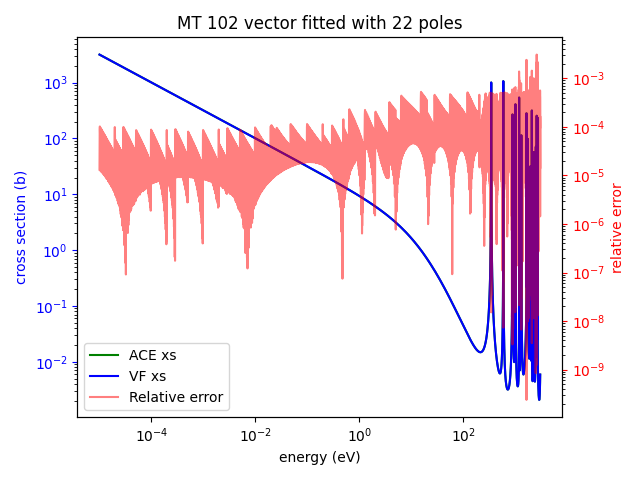 MT 102 vector fitted with 22 poles
cross section (b)
10³
10²
10¹
10⁰
10⁻¹
10⁻²
10⁻³
10⁻⁴
10⁻⁵
10⁻⁶
10⁻⁷
10⁻⁸
10⁻⁹
relative error
ACE xs
VF xs
Relative error
10⁻⁴ 10⁻² 10⁰ 10²
energy (eV)